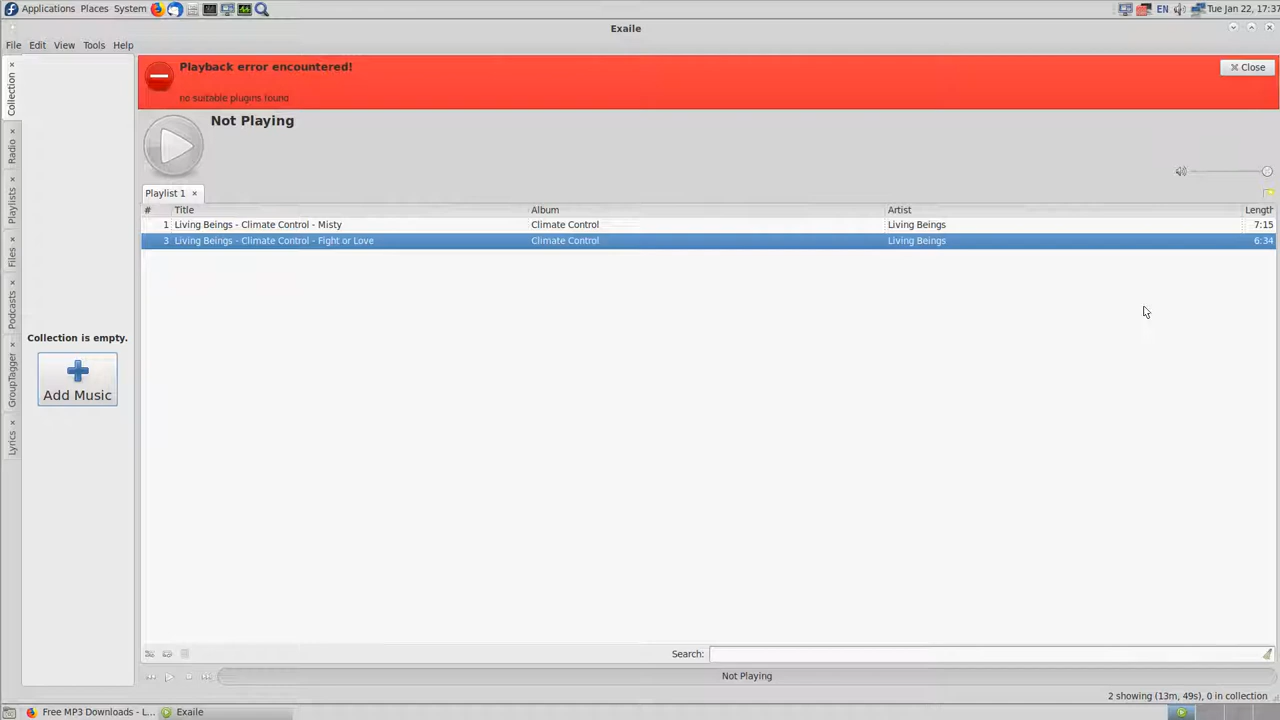 Applications Places System EN Tue Jan 22, 17:37
Exaile
File Edit View Tools Help
Collection
Radio
Playlists
Files
Podcasts
GroupTagger
Lyrics
Collection is empty.
Add Music
Playback error encountered!
Close
no suitable plugins found
Not Playing
Playlist 1
# Title Album Artist Length
1 Living Beings - Climate Control - Misty Climate Control Living Beings 7:15
3 Living Beings - Climate Control - Fight or Love Climate Control Living Beings 6:34
Search:
Not Playing
2 showing (13m, 49s), 0 in collection
Free MP3 Downloads - L... Exaile